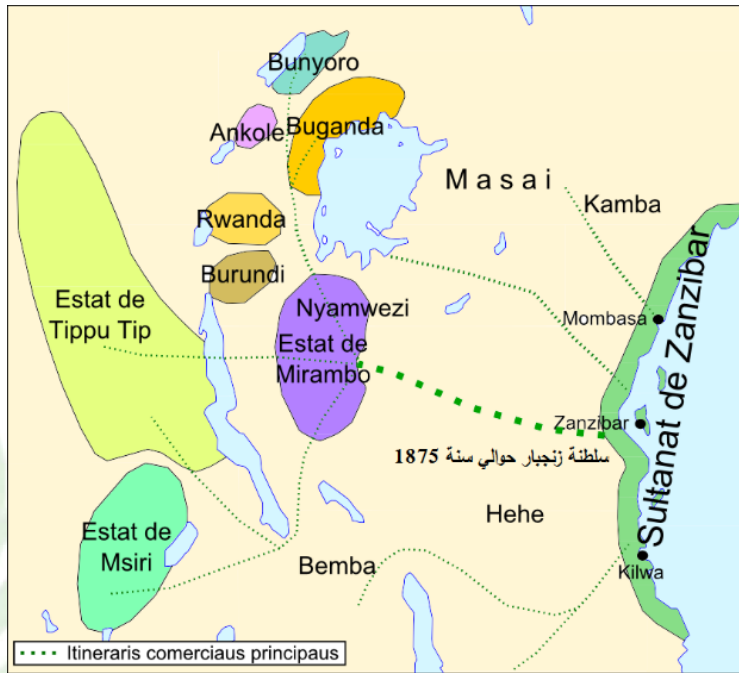 Bunyoro
Ankole
Buganda
Masai
Kamba
Rwanda
Burundi
Estat de
Tippu Tip
Nyamwezi
Estat de
Mirambo
Mombasa
Sultanat de Zanzibar
Zanzibar
سلطنة زنجبار حوالي سنة 1875
Hehe
Estat de
Msiri
Bemba
Kilwa
Itineraris comerciaus principaus